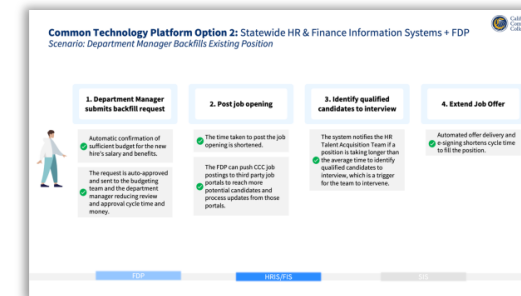 Common Technology Platform Option 2: Statewide HR & Finance Information Systems + FDP
Scenario: Department Manager Backfills Existing Position
1. Department Manager
submits backfill request
Automatic confirmation of
sufficient budget for the new
hire's salary and benefits.
The request is auto-approved
and sent to the budgeting
team and the department
manager reducing review
and approval cycle time and
money.
2. Post job opening
The time taken to post the job
opening is shortened.
The FDP can push CCC job
postings to third party job
portals to reach more
potential candidates and
process updates from those
portals.
3. Identify qualified
candidates to interview
The system notifies the HR
Talent Acquisition Team if a
position is taking longer than
the average time to identify
qualified candidates to
interview, which is a trigger
for the team to intervene.
4. Extend Job Offer
Automated offer delivery and
e-signing shortens cycle time
to fill the position.
FDP
HRIS/FIS